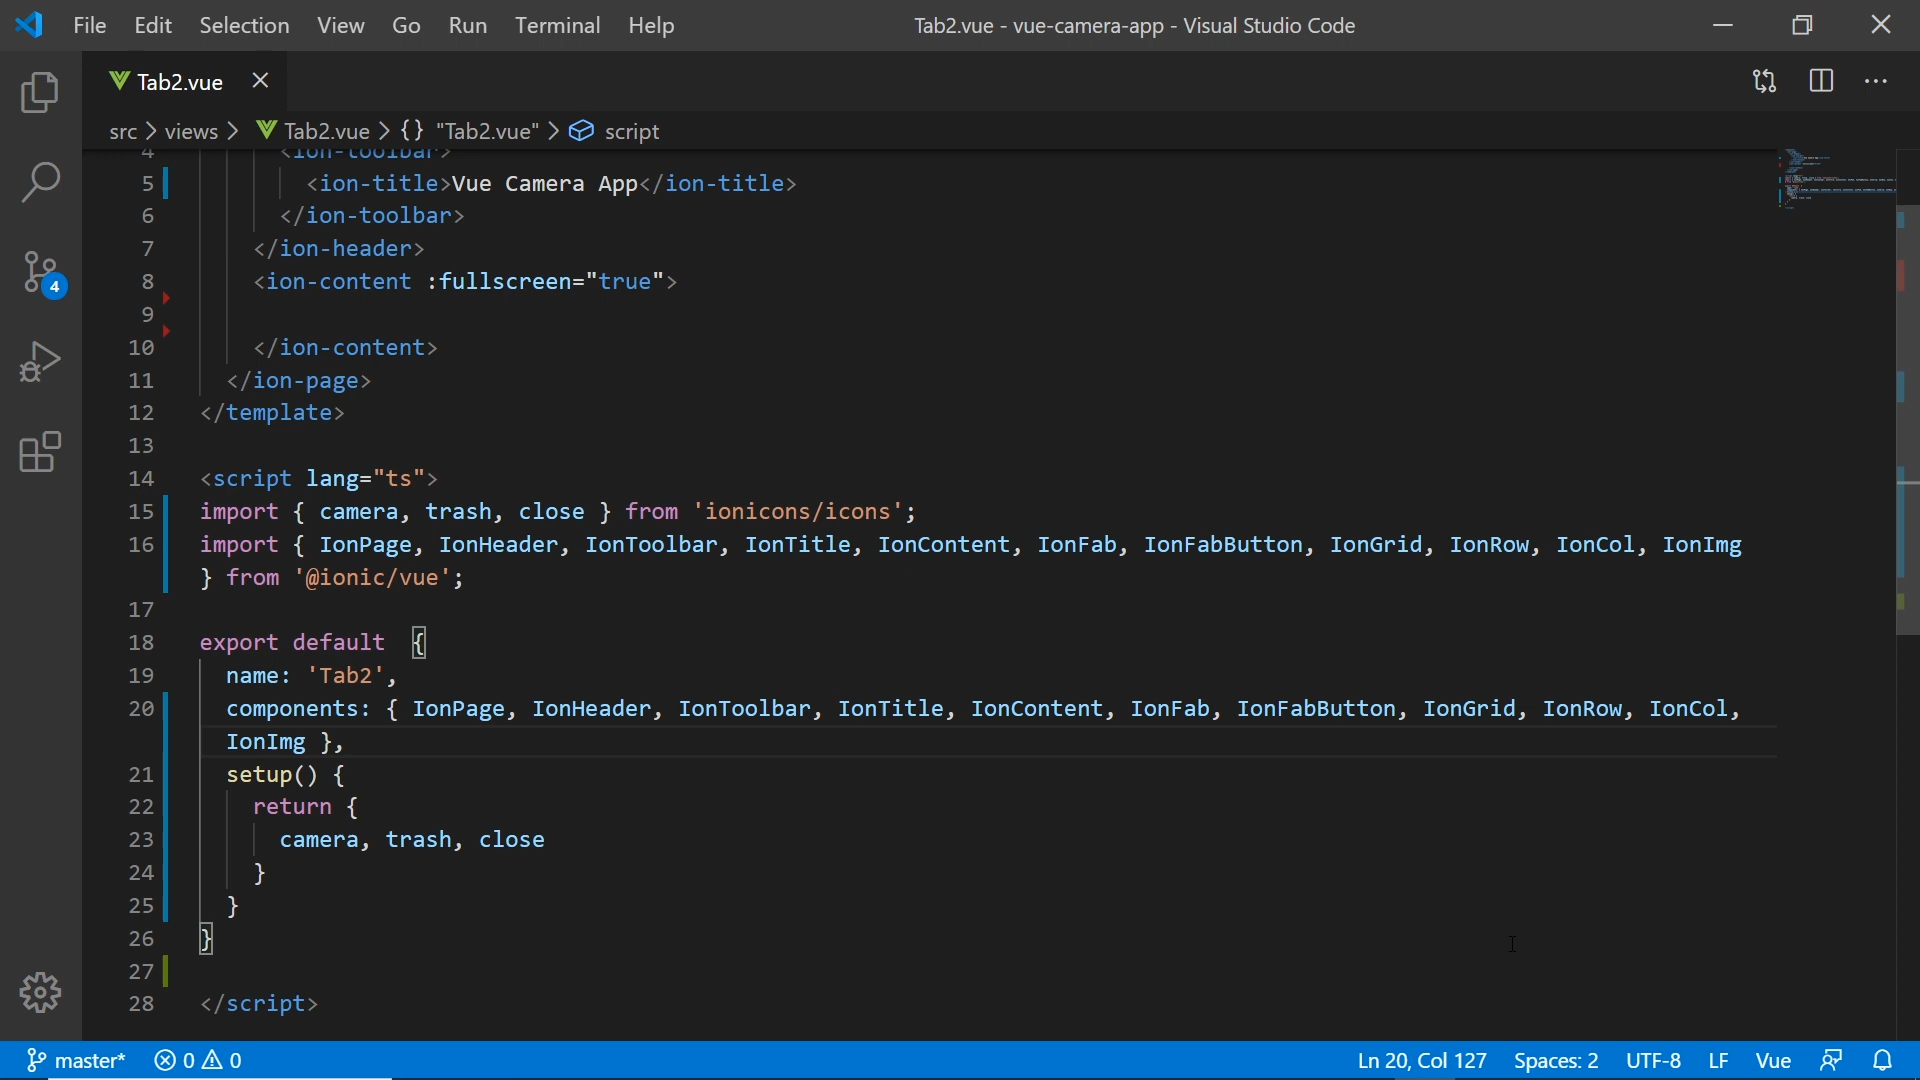 File Edit Selection View Go Run Terminal Help Tab2.vue - vue-camera-app - Visual Studio Code
Tab2.vue
src > views > Tab2.vue > {} "Tab2.vue" > script
4 <ion-toolbar>
5 <ion-title>Vue Camera App</ion-title>
6 </ion-toolbar>
7 </ion-header>
8 <ion-content :fullscreen="true">
9
10 </ion-content>
11 </ion-page>
12 </template>
13
14 <script lang="ts">
15 import { camera, trash, close } from 'ionicons/icons';
16 import { IonPage, IonHeader, IonToolbar, IonTitle, IonContent, IonFab, IonFabButton, IonGrid, IonRow, IonCol, IonImg
} from '@ionic/vue';
17
18 export default {
19 name: 'Tab2',
20 components: { IonPage, IonHeader, IonToolbar, IonTitle, IonContent, IonFab, IonFabButton, IonGrid, IonRow, IonCol,
IonImg },
21 setup() {
22 return {
23 camera, trash, close
24 }
25 }
26 }
27
28 </script>
4
master* 0 0 Ln 20, Col 127 Spaces: 2 UTF-8 LF Vue